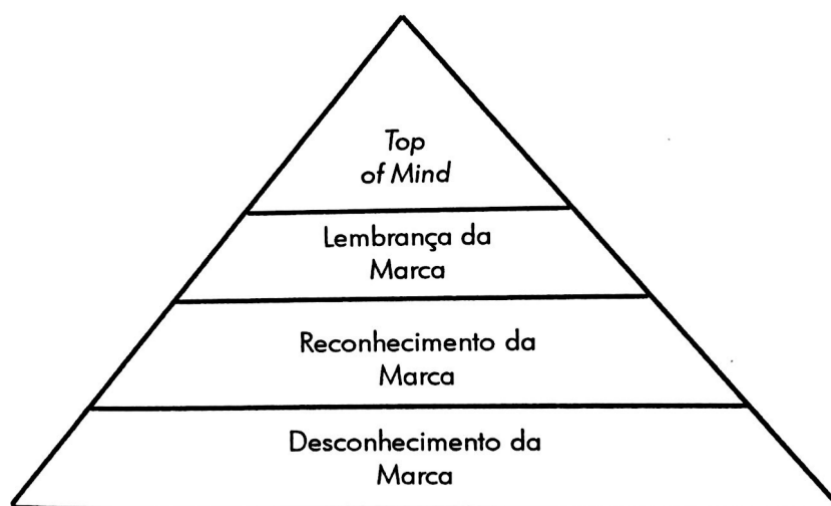 Top
of Mind
Lembrança da
Marca
Reconhecimento da
Marca
Desconhecimento da
Marca